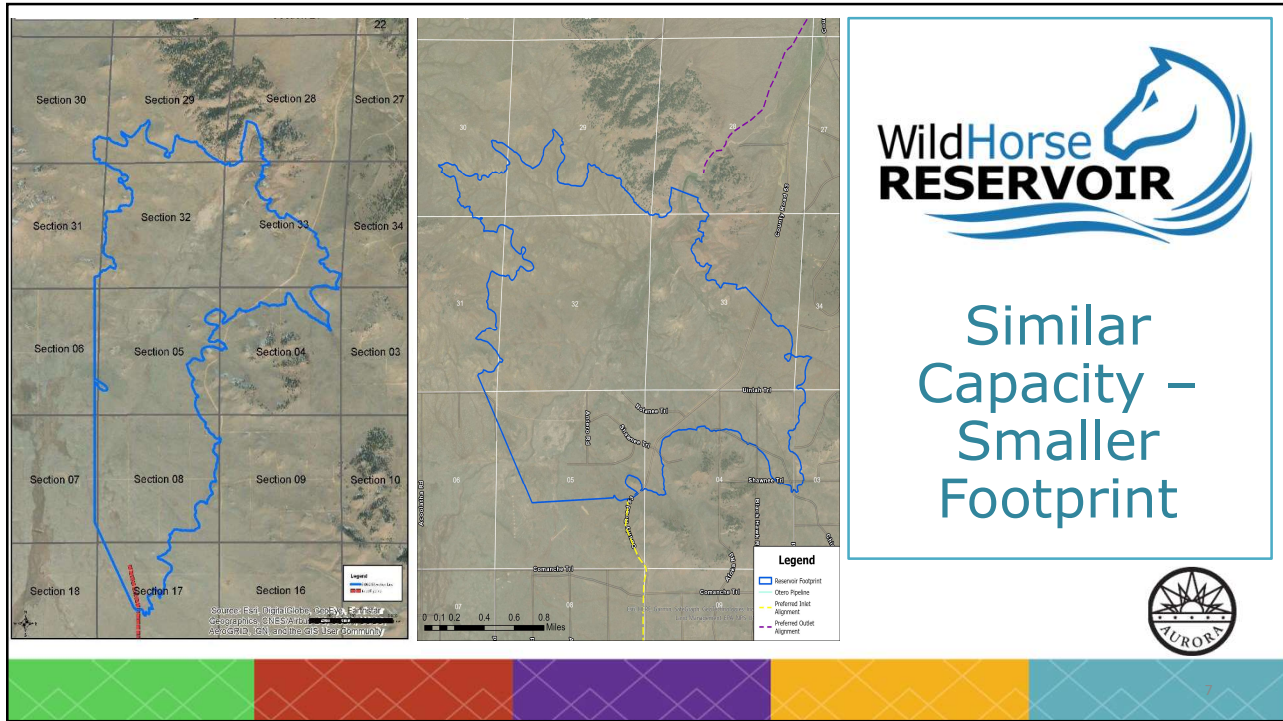 22
Section 30
Section 29
Section 28
Section 27
Section 31
Section 32
Section 33
Section 34
Section 06
Section 05
Section 04
Section 03
Section 07
Section 08
Section 09
Section 10
Section 18
Section 17
Section 16
Legend
Source: Esri, DigitalGlobe, GeoEye, Earthstar
Geographics, CNES/Airbus
AeroGRID, IGN, and the GIS User Community
30
29
28
27
County Road 53
31
32
33
34
Uintah Trl
Shawnee Trl
06
05
04
03
Comanche Trl
Comanche Trl
07
08
09
0 0.1 0.2 0.4 0.6 0.8
Miles
Legend
Reservoir Footprint
Otero Pipeline
Preferred Inlet
Alignment
Preferred Outlet
Alignment
WildHorse
RESERVOIR
Similar
Capacity –
Smaller
Footprint
AURORA
7